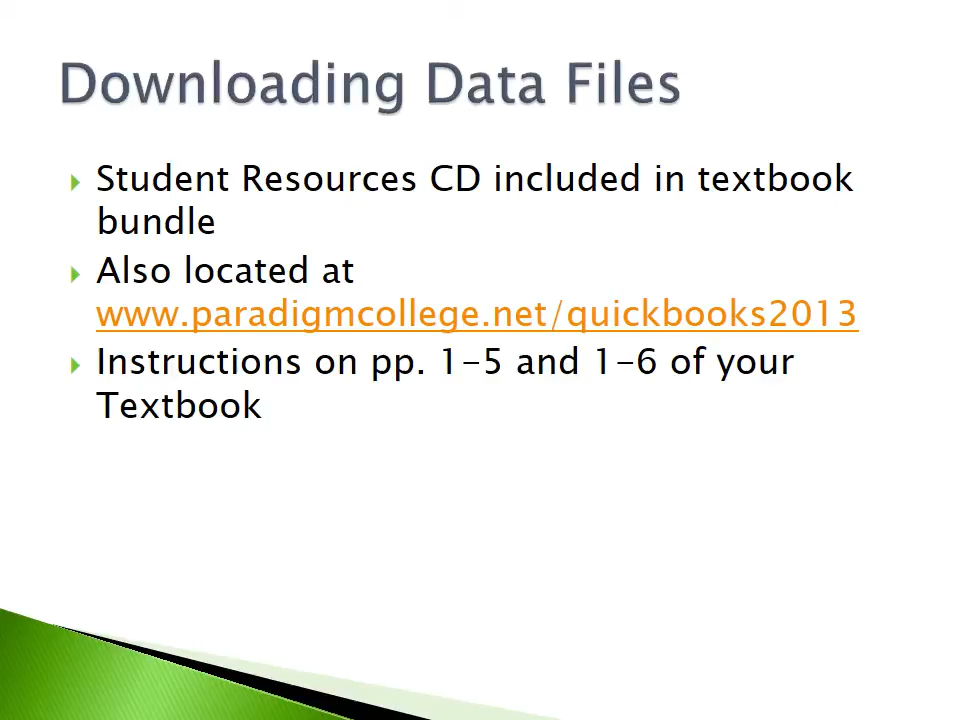 Downloading Data Files
Student Resources CD included in textbook
bundle
Also located at
www.paradigmcollege.net/quickbooks2013
Instructions on pp. 1-5 and 1-6 of your
Textbook